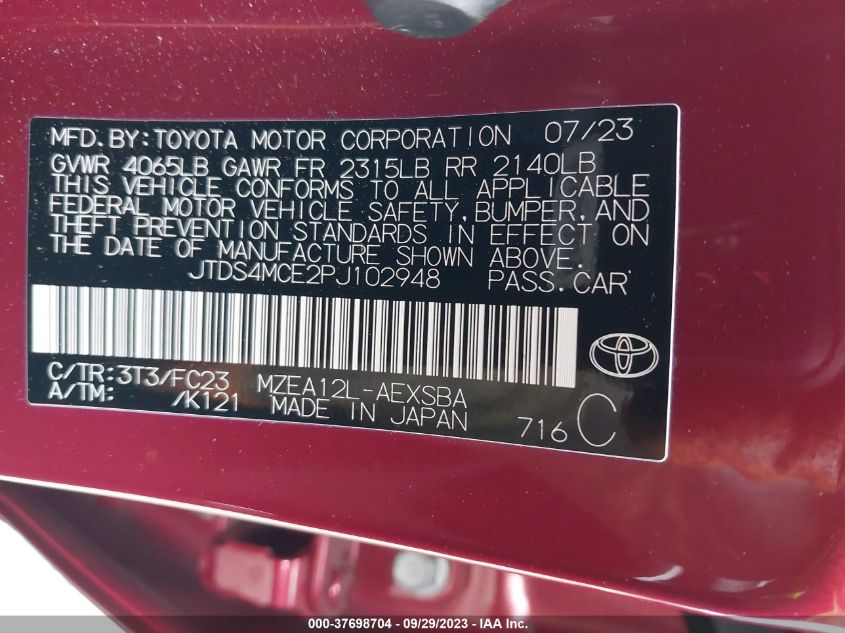 MFD.BY:TOYOTA MOTOR CORPORATION 07/23
GVWR 4065LB GAWR FR 2315LB RR 2140LB
THIS VEHICLE CONFORMS TO ALL APPLICABLE
FEDERAL MOTOR VEHICLE SAFETY,BUMPER,AND
THEFT PREVENTION STANDARDS IN EFFECT ON
THE DATE OF MANUFACTURE SHOWN ABOVE.
JTDS4MCE2PJ102948 PASS.CAR
C/TR:3T3/FC23 MZEA12L-AEXSBA
A/TM: /K121 MADE IN JAPAN 716 C
000-37698704 / 09/29/2023 - IAA Inc.